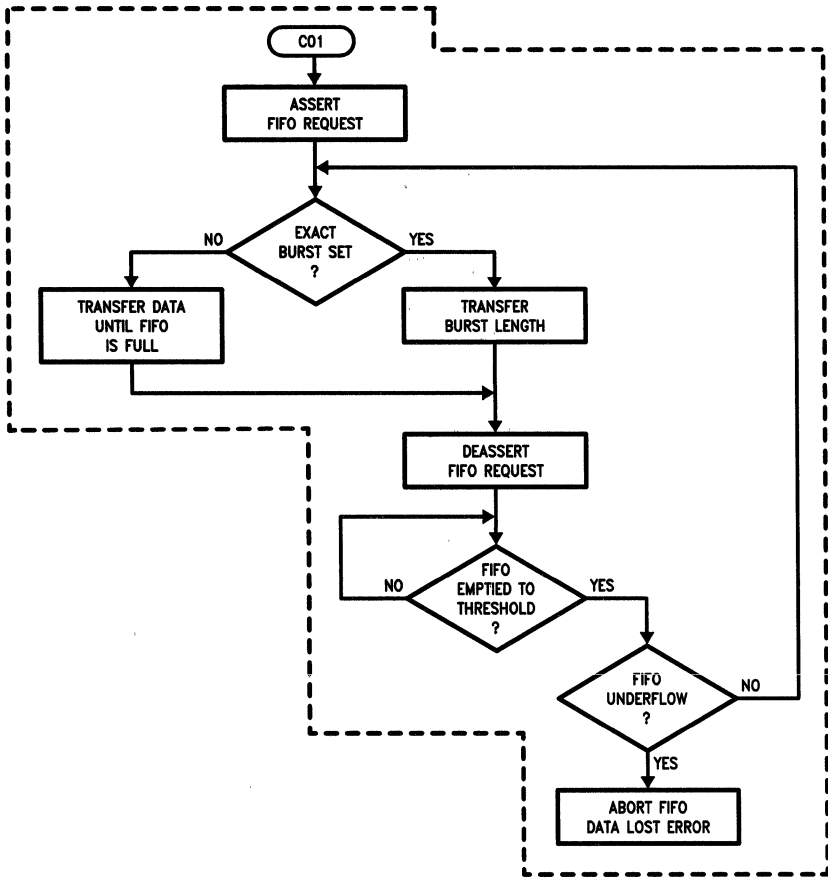 C01
ASSERT
FIFO REQUEST
EXACT
BURST SET
?
NO
YES
TRANSFER DATA
UNTIL FIFO
IS FULL
TRANSFER
BURST LENGTH
DEASSERT
FIFO REQUEST
FIFO
EMPTIED TO
THRESHOLD
?
NO
YES
FIFO
UNDERFLOW
?
NO
YES
ABORT FIFO
DATA LOST ERROR